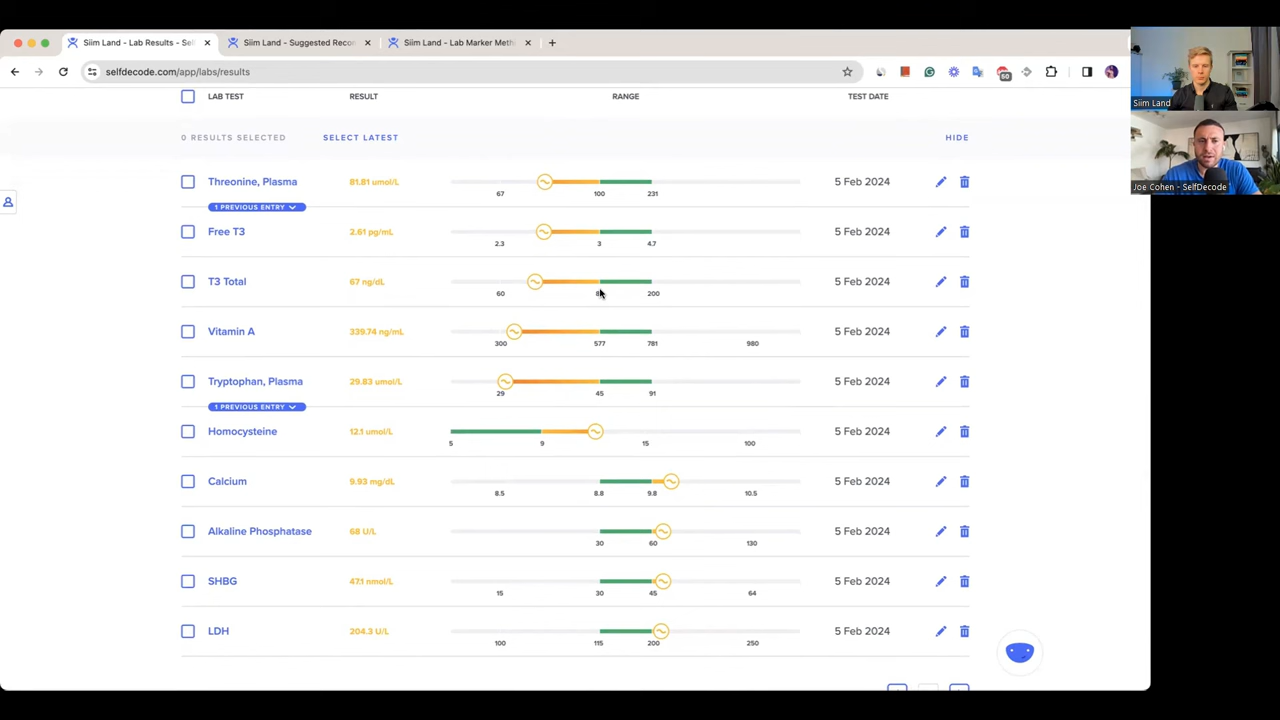 Siim Land - Lab Results - Sel
Siim Land - Suggested Reco
Siim Land - Lab Marker Meth
selfdecode.com/app/labs/results
50
Siim Land
Joe Cohen - SelfDecode
LAB TEST RESULT RANGE TEST DATE
0 RESULTS SELECTED SELECT LATEST HIDE
Threonine, Plasma 81.81 umol/L 67 100 231 5 Feb 2024
1 PREVIOUS ENTRY
Free T3 2.61 pg/mL 2.3 3 4.7 5 Feb 2024
T3 Total 67 ng/dL 60 200 5 Feb 2024
Vitamin A 339.74 ng/mL 300 577 781 980 5 Feb 2024
Tryptophan, Plasma 29.83 umol/L 29 45 91 5 Feb 2024
1 PREVIOUS ENTRY
Homocysteine 12.1 umol/L 5 9 15 100 5 Feb 2024
Calcium 9.93 mg/dL 8.5 8.8 9.8 10.5 5 Feb 2024
Alkaline Phosphatase 68 U/L 30 60 130 5 Feb 2024
SHBG 47.1 nmol/L 15 30 45 64 5 Feb 2024
LDH 204.3 U/L 100 115 200 250 5 Feb 2024